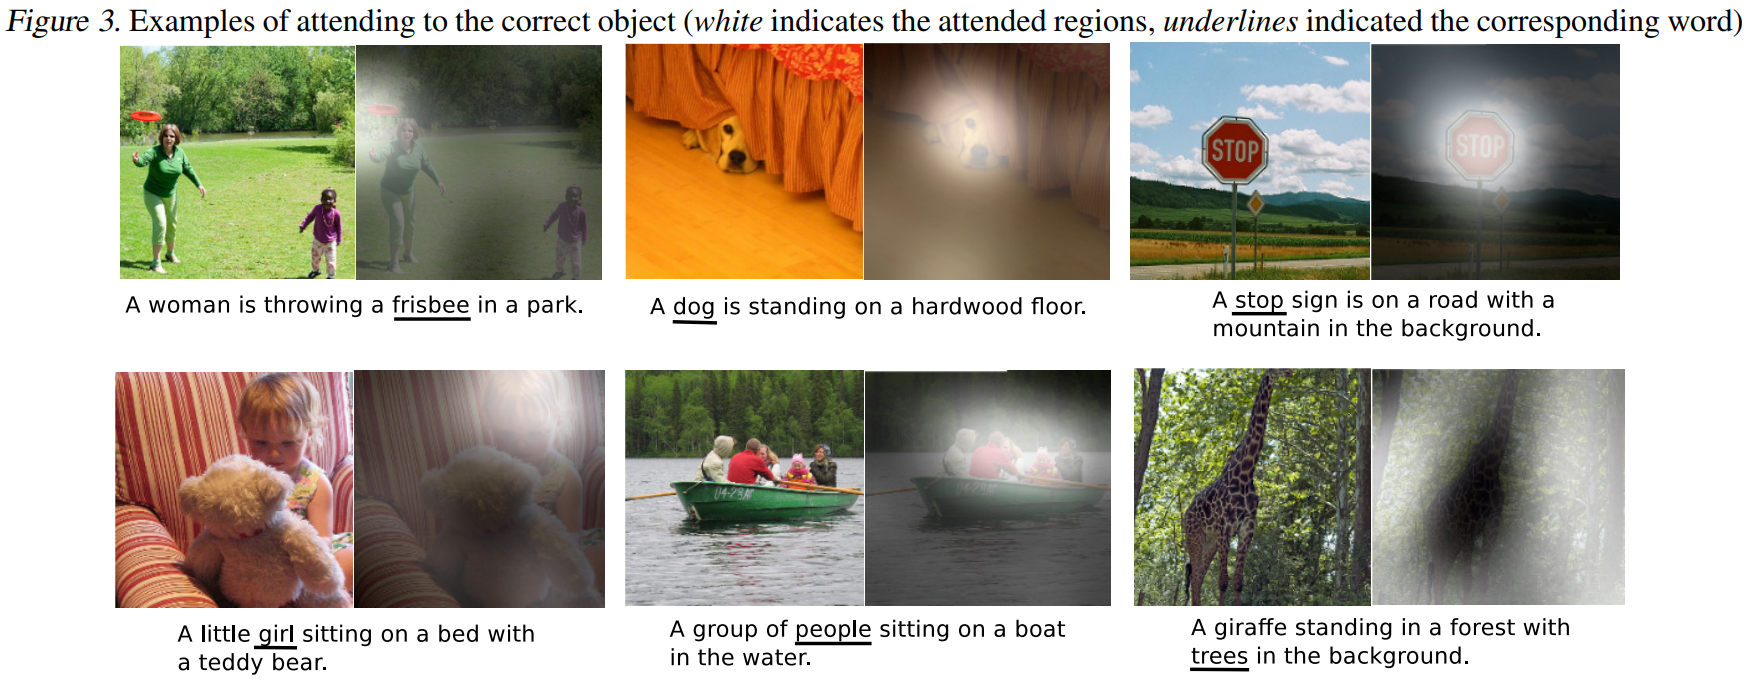 Figure 3. Examples of attending to the correct object (white indicates the attended regions, underlines indicated the corresponding word)
STOP
STOP
STOP
STOP
A woman is throwing a frisbee in a park.
A dog is standing on a hardwood floor.
A stop sign is on a road with a
mountain in the background.
A little girl sitting on a bed with
a teddy bear.
A group of people sitting on a boat
in the water.
A giraffe standing in a forest with
trees in the background.